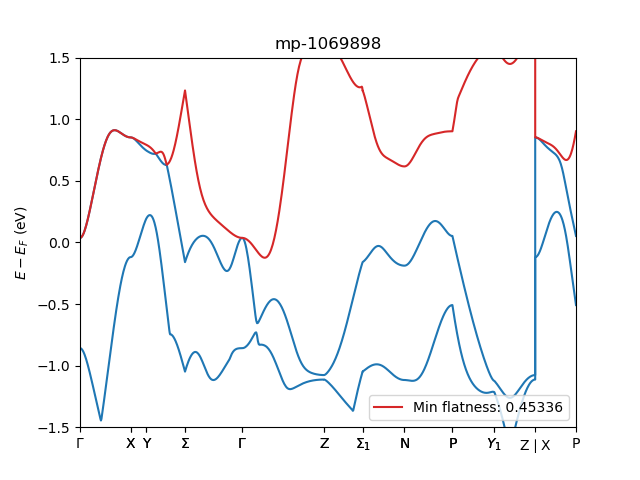 mp-1069898
E − E_F (eV)
1.5
1.0
0.5
0.0
−0.5
−1.0
−1.5
Min flatness: 0.45336
Γ X Y Σ Γ Z Σ₁ N P Y₁ Z | X P